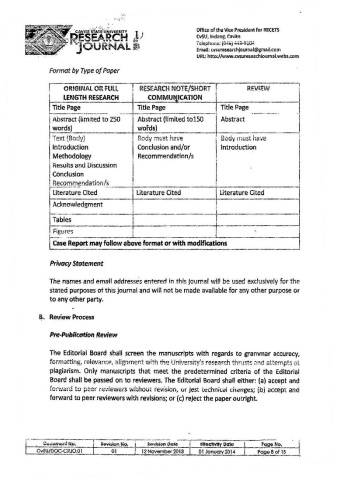 CAVITE STATE UNIVERSITY
RESEARCH
JOURNAL
Office of the Vice President for RECETS
CvSU, Indang, Cavite
Telephone: (046)
Email: cvsuresearchjournal@gmail.com
URL: http://www.cvsuresearchjournal.webs.com
Format by Type of Paper
ORIGINAL OR FULL LENGTH RESEARCH
RESEARCH NOTE/SHORT COMMUNICATION
REVIEW
Title Page
Title Page
Title Page
Abstract (limited to 250 words)
Abstract (limited to150 words)
Abstract
Text (Body)
Introduction
Methodology
Results and Discussion
Conclusion
Recommendation/s
Body must have
Conclusion and/or
Recommendation/s
Body must have
Introduction
Literature Cited
Literature Cited
Literature Cited
Acknowledgment
Tables
Figures
Case Report may follow above format or with modifications
Privacy Statement
The names and email addresses entered in this journal will be used exclusively for the
stated purposes of this journal and will not be made available for any other purpose or
to any other party.
B. Review Process
Pre-Publication Review
The Editorial Board shall screen the manuscripts with regards to grammar accuracy,
formatting, relevance, alignment with the University's research thrusts and attempts at
plagiarism. Only manuscripts that meet the predetermined criteria of the Editorial
Board shall be passed on to reviewers. The Editorial Board shall either: (a) accept and
forward to peer reviewers without revision, or just technical changes; (b) accept and
forward to peer reviewers with revisions; or (c) reject the paper outright.
Document No. Revision No. Revision Date Effectivity Date Page No.
CvSU/DOC-CRJO.01 01 12 November 2013 01 January 2014 Page 8 of 15